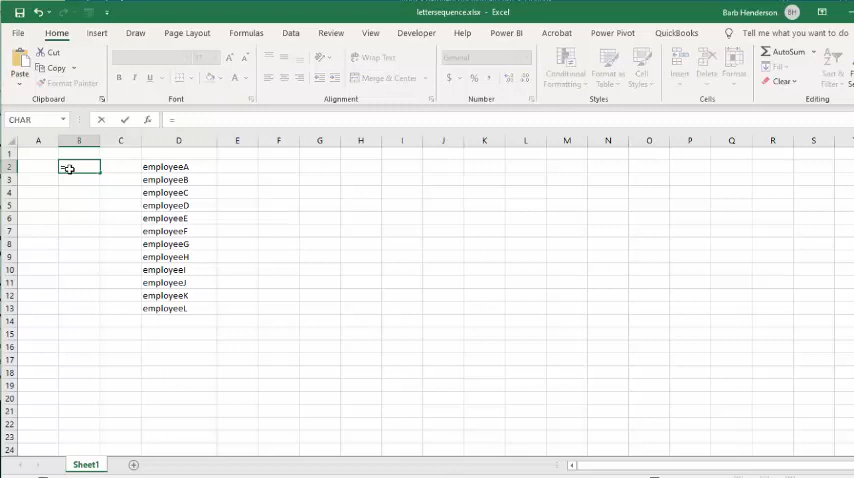 lettersequence.xlsx - Excel
Barb Henderson BH
File Home Insert Draw Page Layout Formulas Data Review View Developer Help Power BI Acrobat Power Pivot QuickBooks Tell me what you want to do
Paste
Cut
Copy
Format Painter
Clipboard
B I U A A
Font
Wrap Text
Merge & Center
Alignment
General
$ %
Number
Conditional Formatting
Format as Table
Cell Styles
Styles
Insert Delete Format
Cells
AutoSum
Fill
Clear
Sort & Filter
Editing
CHAR fx =
A B C D E F G H I J K L M N O P Q R S
1
2 = employeeA
3 employeeB
4 employeeC
5 employeeD
6 employeeE
7 employeeF
8 employeeG
9 employeeH
10 employeeI
11 employeeJ
12 employeeK
13 employeeL
14
15
16
17
18
19
20
21
22
23
24
Sheet1